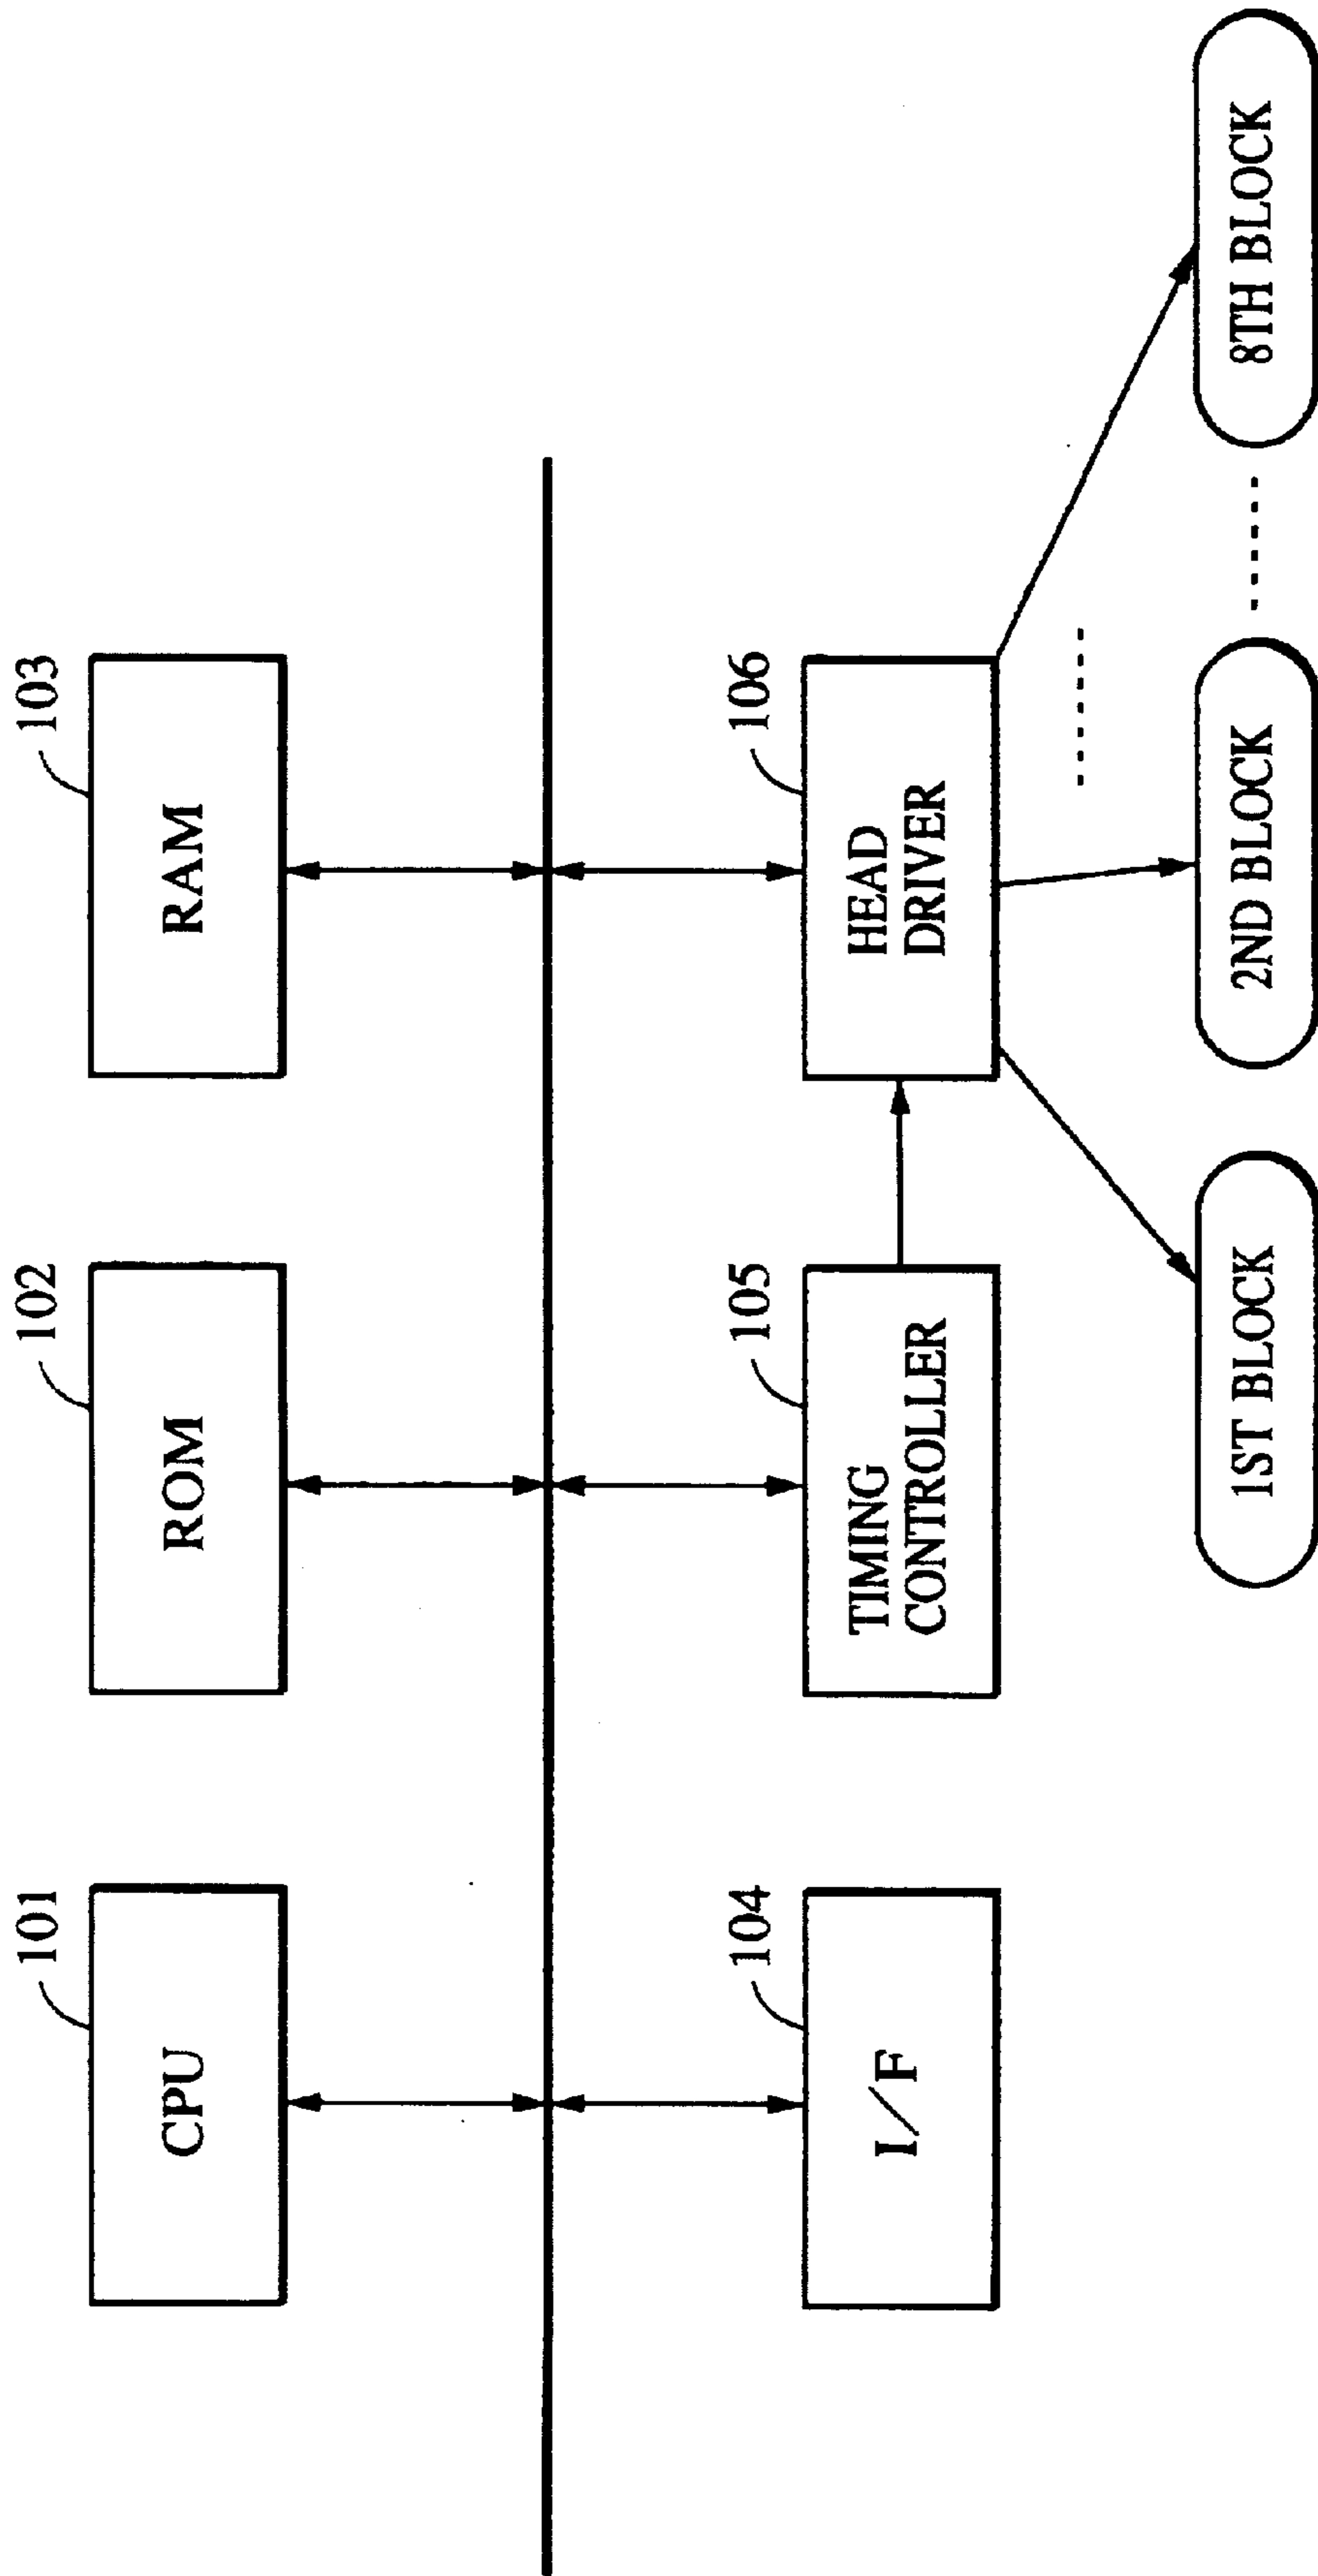 101
CPU
102
ROM
103
RAM
104
I/F
105
TIMING
CONTROLLER
106
HEAD
DRIVER
1ST BLOCK
2ND BLOCK
8TH BLOCK